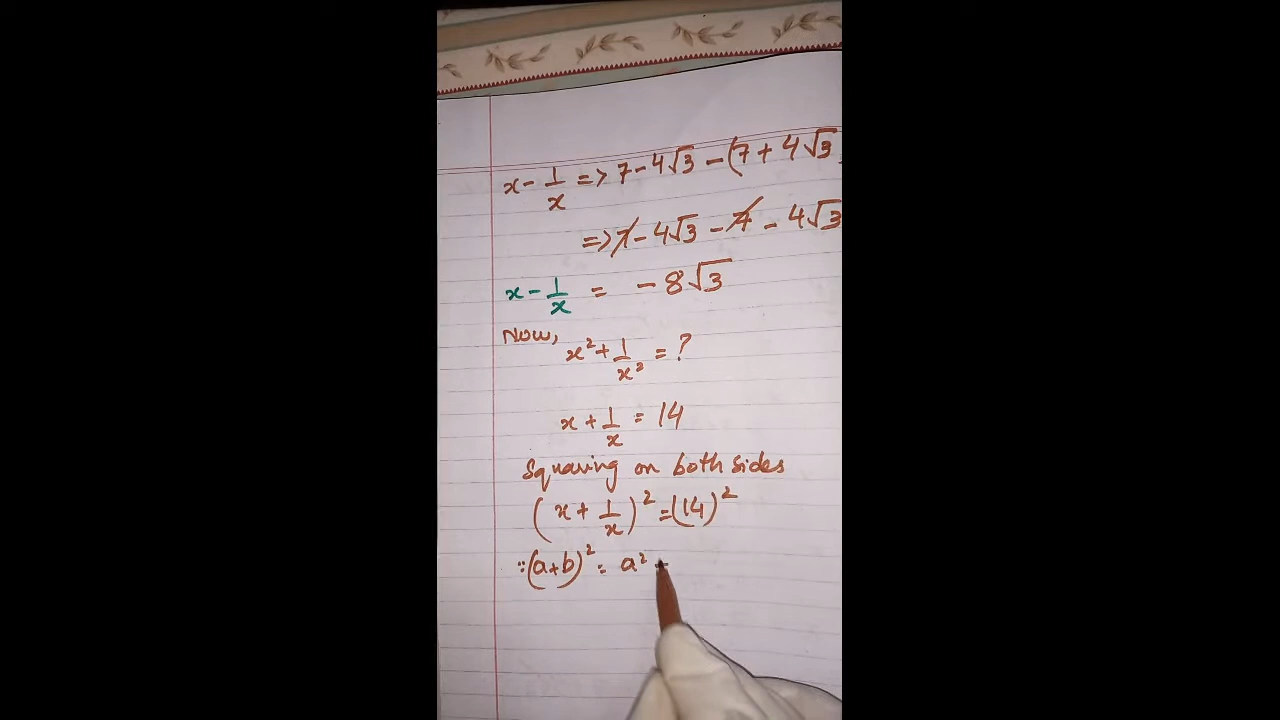 x - 1/x => 7 - 4√3 - (7 + 4√3
=> 7 - 4√3 - 7 - 4√3
x - 1/x = - 8√3
Now,
x² + 1/x² = ?
x + 1/x = 14
Squaring on both sides
(x + 1/x)² = (14)²
∵ (a+b)² = a² +